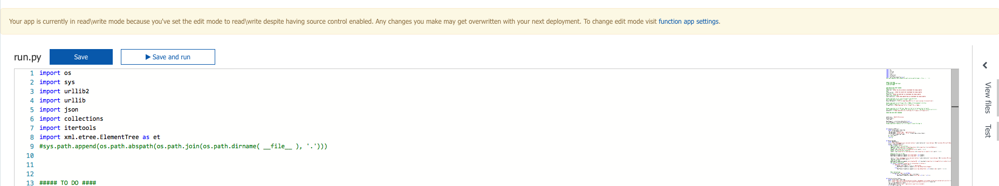 Your app is currently in read\write mode because you've set the edit mode to read\write despite having source control enabled. Any changes you make may get overwritten with your next deployment. To change edit mode visit function app settings.
run.py Save Save and run
1 import os
2 import sys
3 import urllib2
4 import urllib
5 import json
6 import collections
7 import itertools
8 import xml.etree.ElementTree as et
9 #sys.path.append(os.path.abspath(os.path.join(os.path.dirname( __file__ ), '.')))
10
11
12
13 ##### TO DO ####
View files
Test